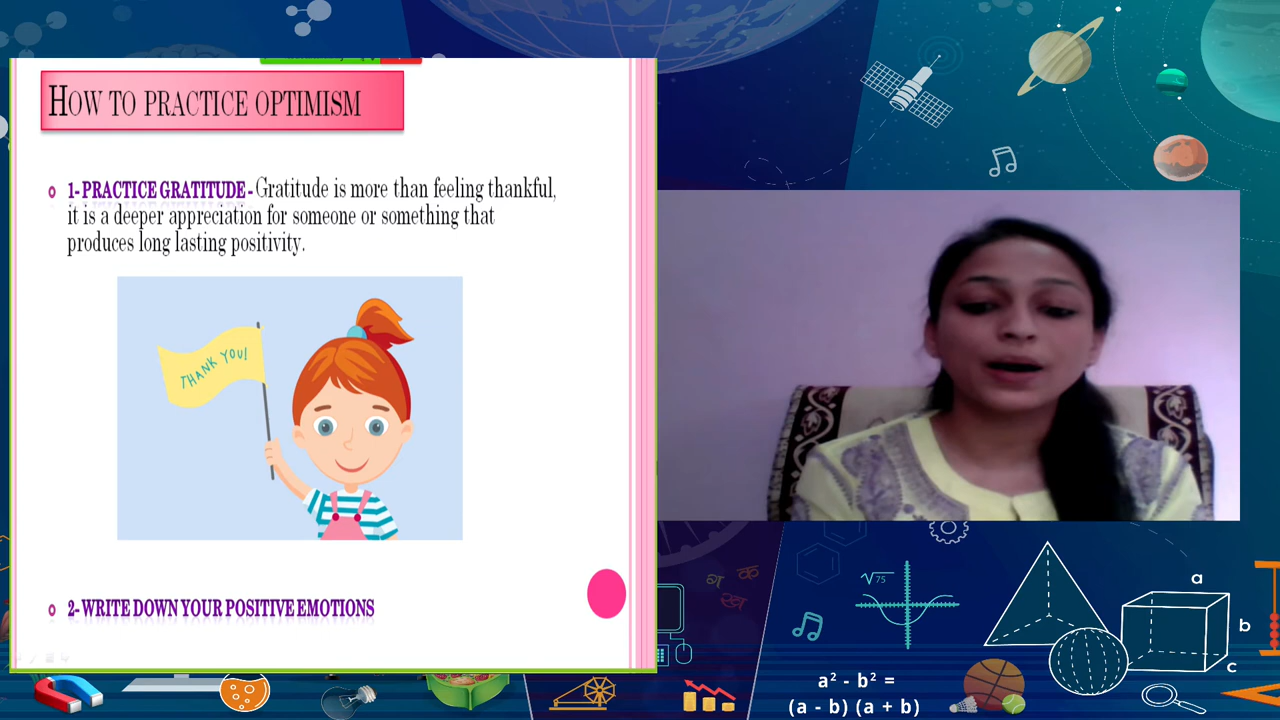 HOW TO PRACTICE OPTIMISM
1- PRACTICE GRATITUDE - Gratitude is more than feeling thankful,
it is a deeper appreciation for someone or something that
produces long lasting positivity.
THANK YOU!
2- WRITE DOWN YOUR POSITIVE EMOTIONS
ग क
ख
√75
a
b
c
a² - b² =
(a - b) (a + b)